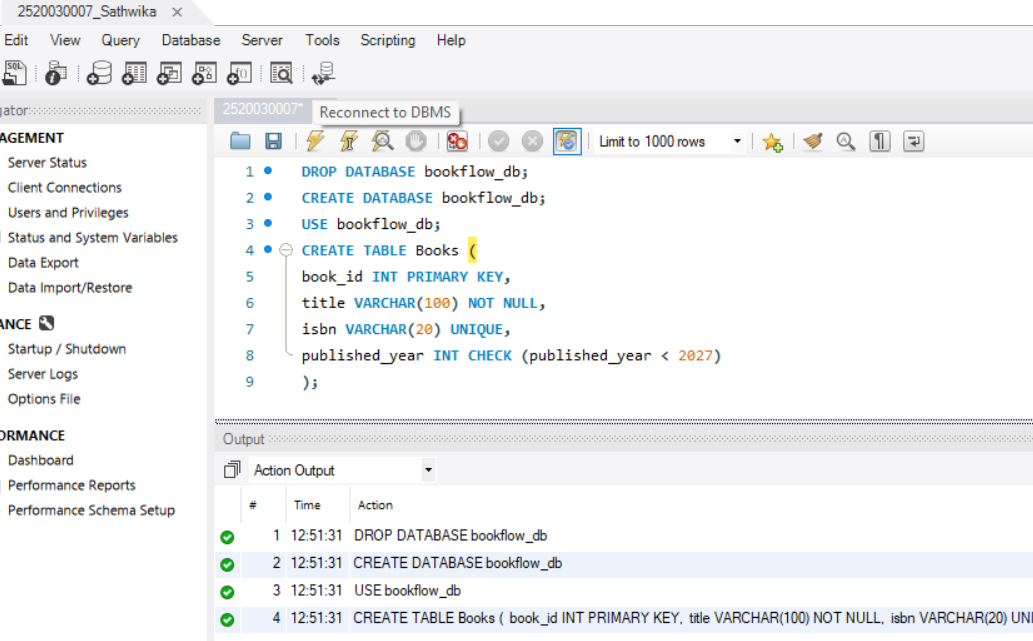 2520030007_Sathwika ×
Edit View Query Database Server Tools Scripting Help
gator
2520030007*
Reconnect to DBMS
AGEMENT
Server Status
Client Connections
Users and Privileges
Status and System Variables
Data Export
Data Import/Restore
ANCE
Startup / Shutdown
Server Logs
Options File
ORMANCE
Dashboard
Performance Reports
Performance Schema Setup
Limit to 1000 rows
1 DROP DATABASE bookflow_db;
2 CREATE DATABASE bookflow_db;
3 USE bookflow_db;
4 CREATE TABLE Books (
5 book_id INT PRIMARY KEY,
6 title VARCHAR(100) NOT NULL,
7 isbn VARCHAR(20) UNIQUE,
8 published_year INT CHECK (published_year < 2027)
9 );
Output
Action Output
# Time Action
1 12:51:31 DROP DATABASE bookflow_db
2 12:51:31 CREATE DATABASE bookflow_db
3 12:51:31 USE bookflow_db
4 12:51:31 CREATE TABLE Books ( book_id INT PRIMARY KEY, title VARCHAR(100) NOT NULL, isbn VARCHAR(20) UNI